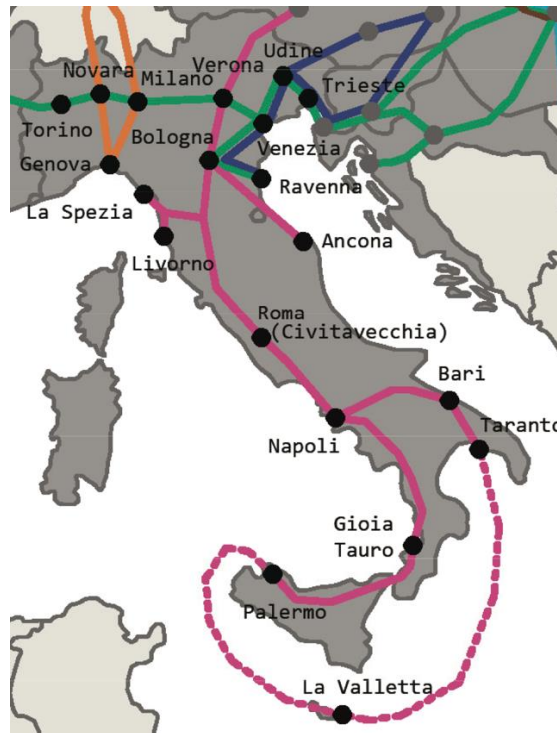 Udine
Verona
Novara
Milano
Trieste
Torino
Bologna
Venezia
Genova
Ravenna
La Spezia
Ancona
Livorno
Roma
(Civitavecchia)
Bari
Taranto
Napoli
Gioia
Tauro
Palermo
La Valletta